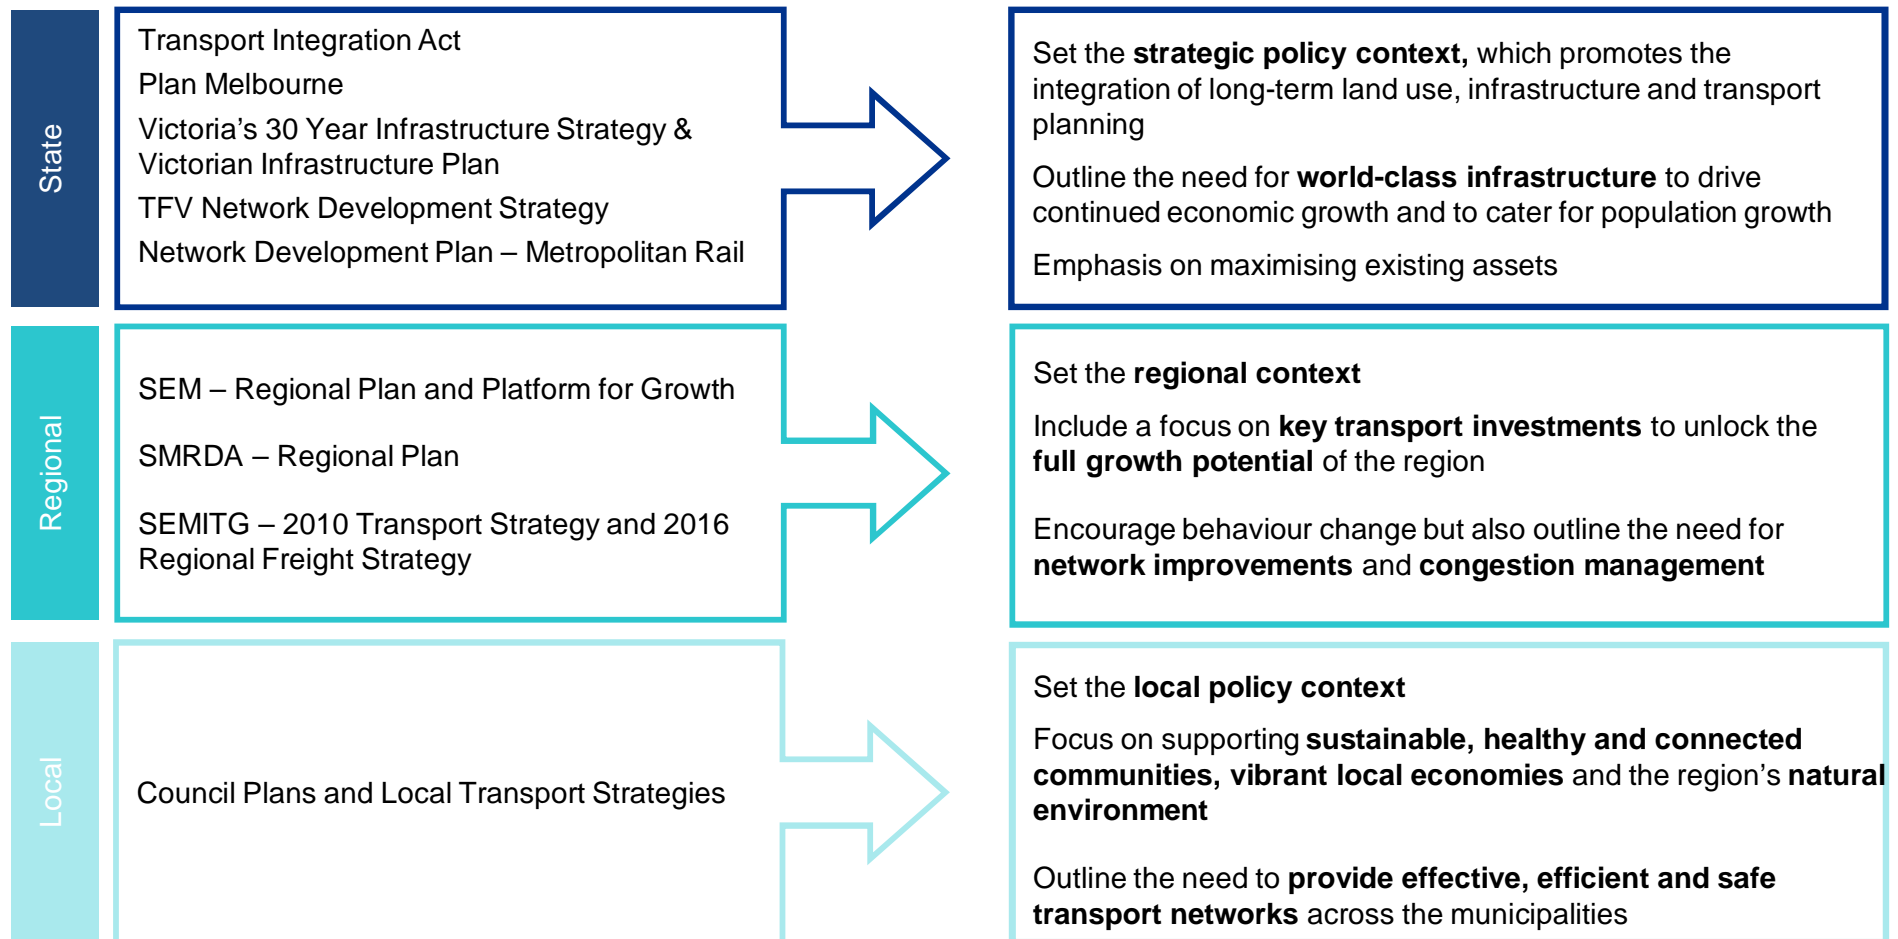 State
Transport Integration Act
Plan Melbourne
Victoria’s 30 Year Infrastructure Strategy &
Victorian Infrastructure Plan
TFV Network Development Strategy
Network Development Plan – Metropolitan Rail
Set the strategic policy context, which promotes the
integration of long-term land use, infrastructure and transport
planning
Outline the need for world-class infrastructure to drive
continued economic growth and to cater for population growth
Emphasis on maximising existing assets
Regional
SEM – Regional Plan and Platform for Growth
SMRDA – Regional Plan
SEMITG – 2010 Transport Strategy and 2016
Regional Freight Strategy
Set the regional context
Include a focus on key transport investments to unlock the
full growth potential of the region
Encourage behaviour change but also outline the need for
network improvements and congestion management
Local
Council Plans and Local Transport Strategies
Set the local policy context
Focus on supporting sustainable, healthy and connected
communities, vibrant local economies and the region’s natural
environment
Outline the need to provide effective, efficient and safe
transport networks across the municipalities